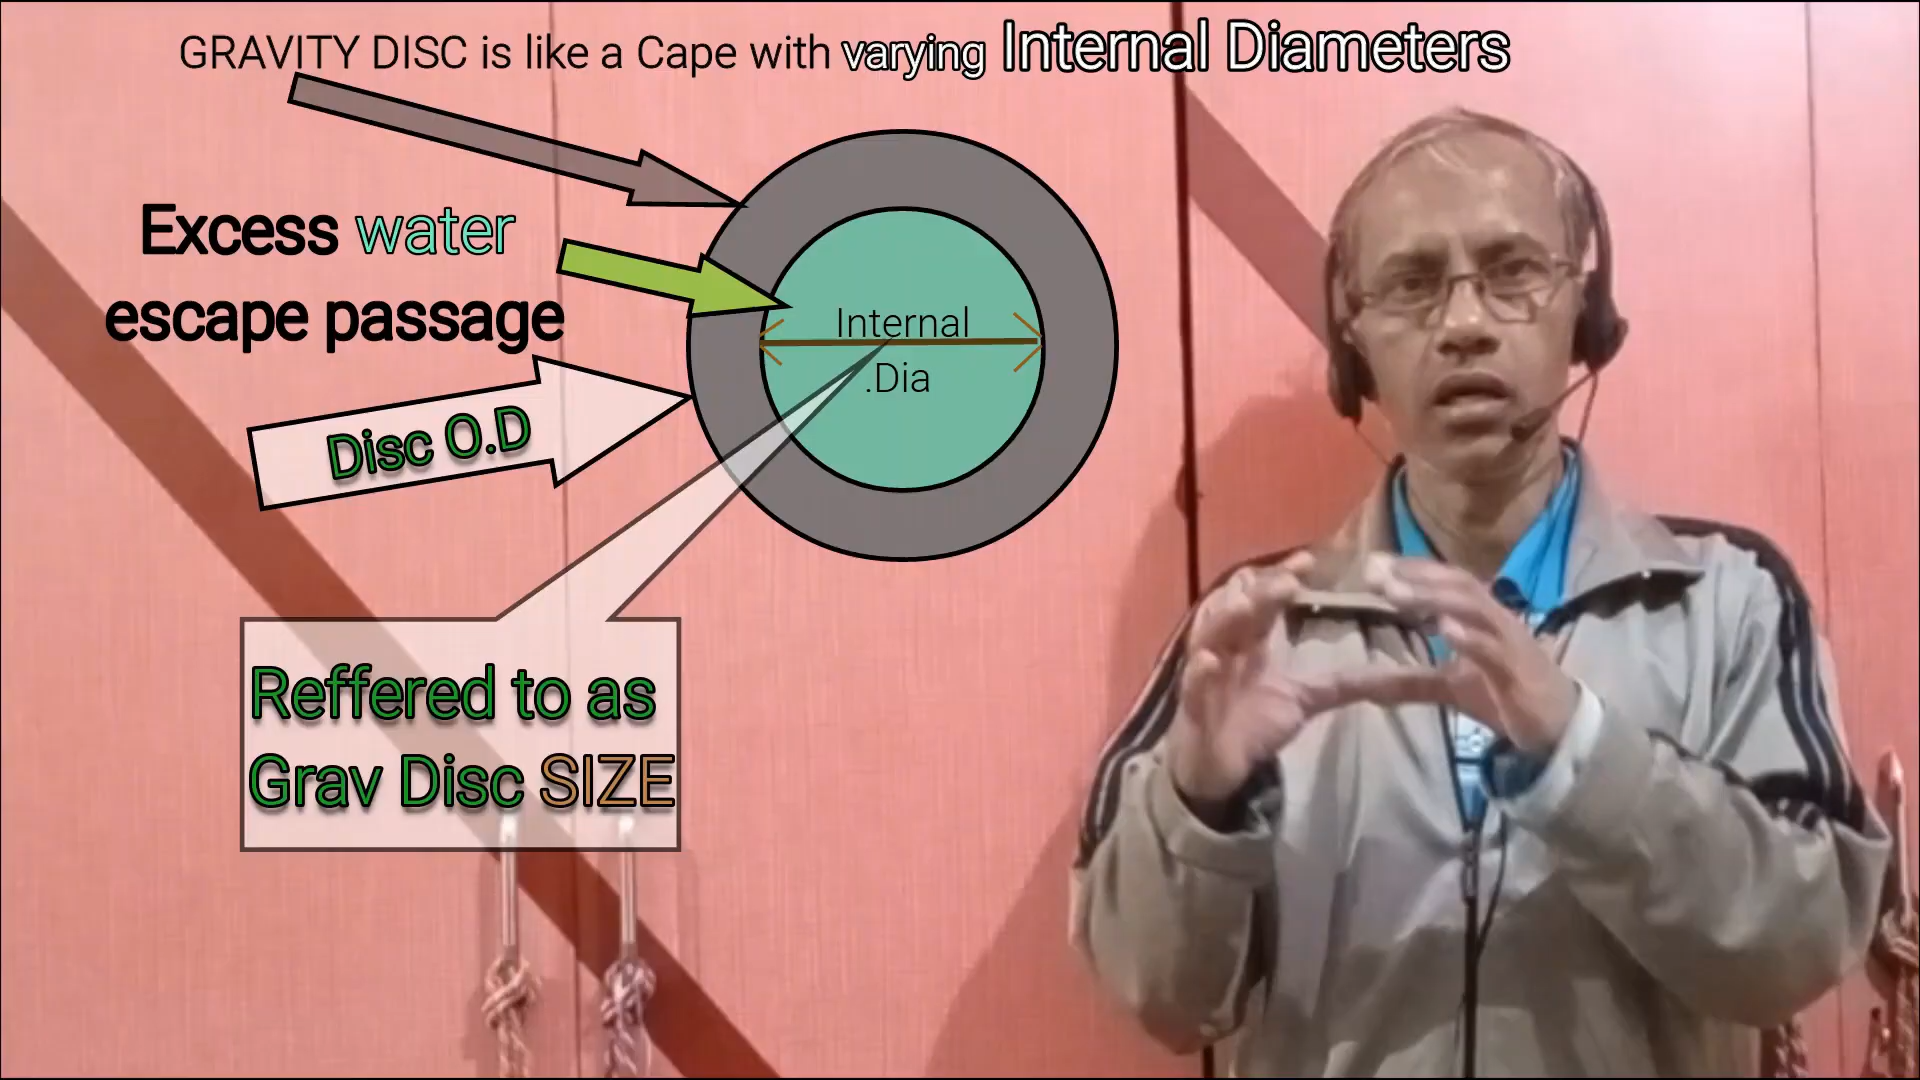 GRAVITY DISC is like a Cape with varying Internal Diameters
Excess water
escape passage
Internal
.Dia
Disc O.D
Reffered to as
Grav Disc SIZE